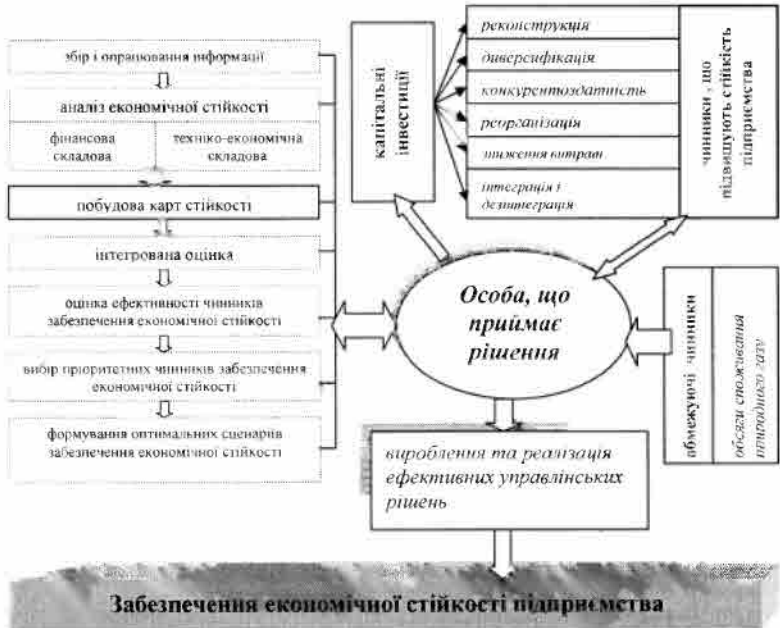 збір і опрацювання інформації
аналіз економічної стійкості
фінансова
складова
техніко-економічна
складова
побудова карт стійкості
інтегрована оцінка
оцінка ефективності чинників
забезпечення економічної стійкості
вибір пріоритетних чинників забезпечення
економічної стійкості
формування оптимальних сценаріїв
забезпечення економічної стійкості
капітальні
інвестиції
реконструкція
диверсифікація
конкурентоздатність
реорганізація
зниження витрат
інтеграція і
дезінтеграція
чинники, що
підвищують стійкість
підприємства
Особа, що
приймає
рішення
абмежуючі чинники
обсяги споживання
природного газу
вироблення та реалізація
ефективних управлінських
рішень
Забезпечення економічної стійкості підприємства